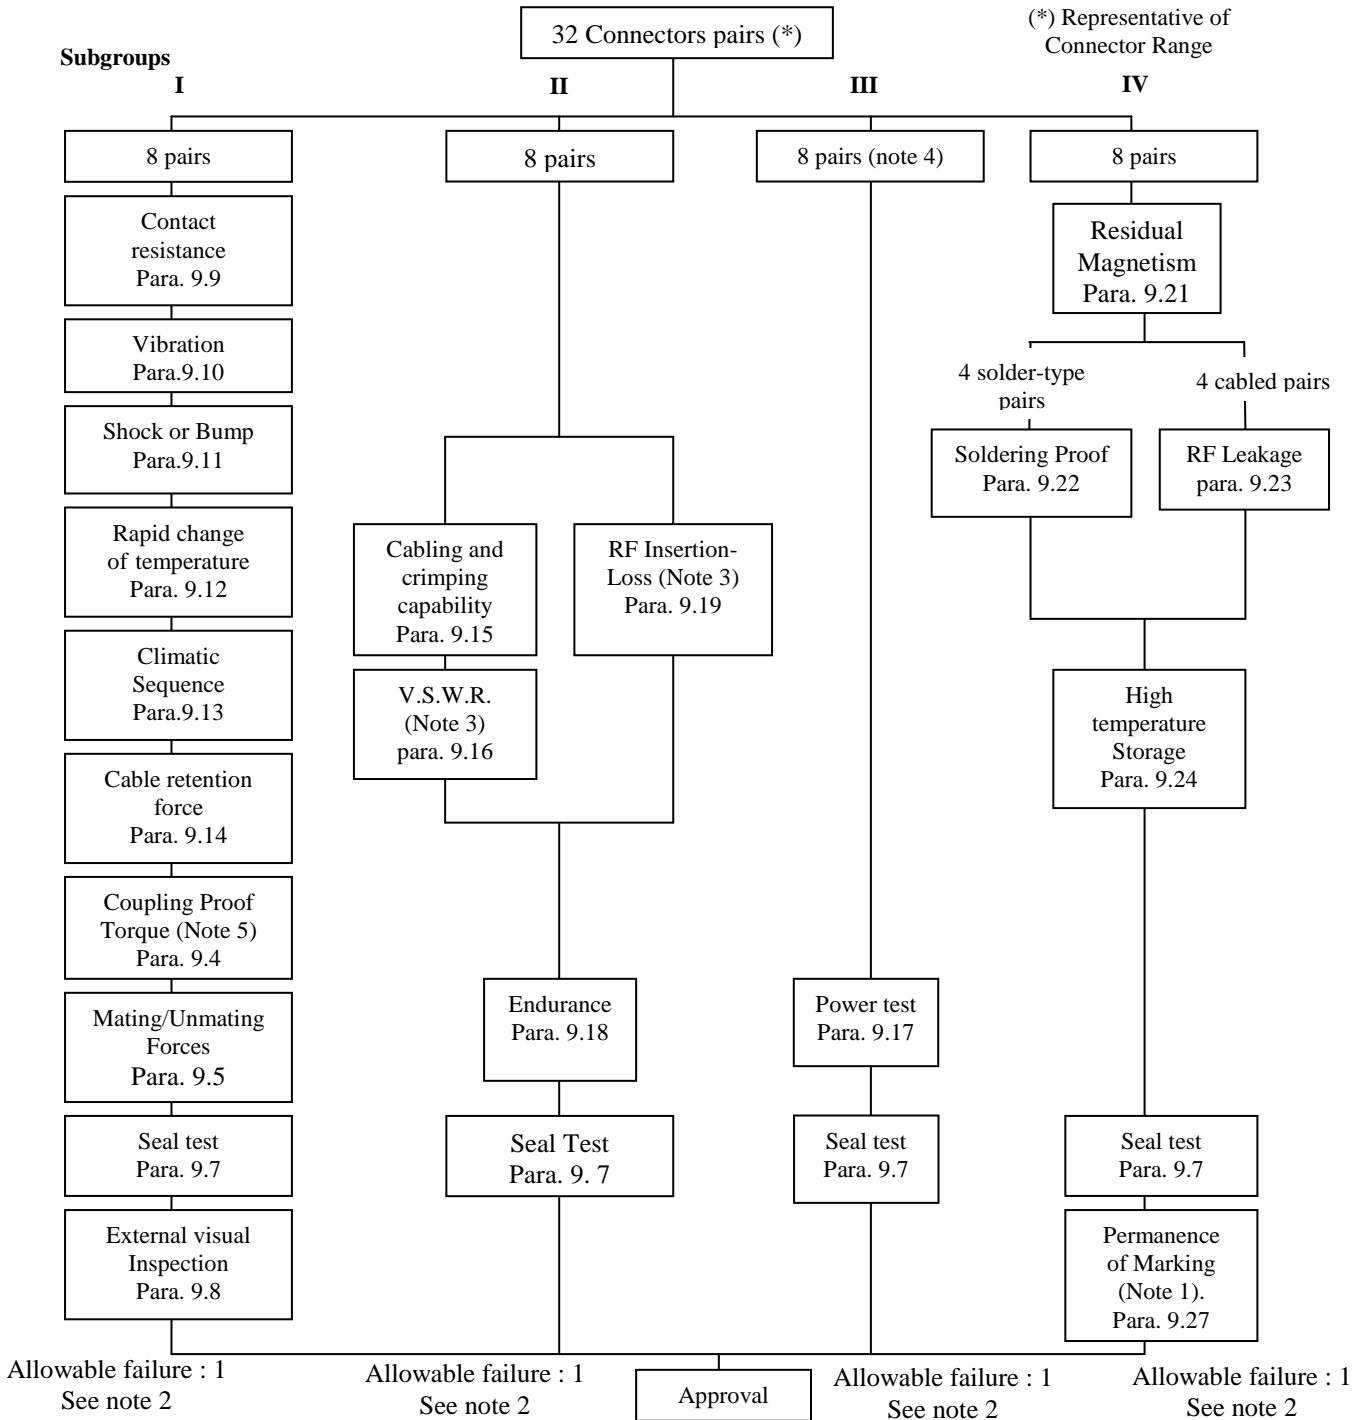 32 Connectors pairs (*)
(*) Representative of
Connector Range
Subgroups
I
II
III
IV
8 pairs
8 pairs
8 pairs (note 4)
8 pairs
Contact
resistance
Para. 9.9
Vibration
Para.9.10
Shock or Bump
Para.9.11
Rapid change
of temperature
Para. 9.12
Climatic
Sequence
Para.9.13
Cable retention
force
Para. 9.14
Coupling Proof
Torque (Note 5)
Para. 9.4
Mating/Unmating
Forces
Para. 9.5
Seal test
Para. 9.7
External visual
Inspection
Para. 9.8
Allowable failure : 1
See note 2
Cabling and
crimping
capability
Para. 9.15
V.S.W.R.
(Note 3)
para. 9.16
RF Insertion-
Loss (Note 3)
Para. 9.19
Endurance
Para. 9.18
Seal Test
Para. 9. 7
Allowable failure : 1
See note 2
Power test
Para. 9.17
Seal test
Para. 9.7
Allowable failure : 1
See note 2
Residual
Magnetism
Para. 9.21
4 solder-type
pairs
4 cabled pairs
Soldering Proof
Para. 9.22
RF Leakage
para. 9.23
High
temperature
Storage
Para. 9.24
Seal test
Para. 9.7
Permanence
of Marking
(Note 1).
Para. 9.27
Allowable failure : 1
See note 2
Approval